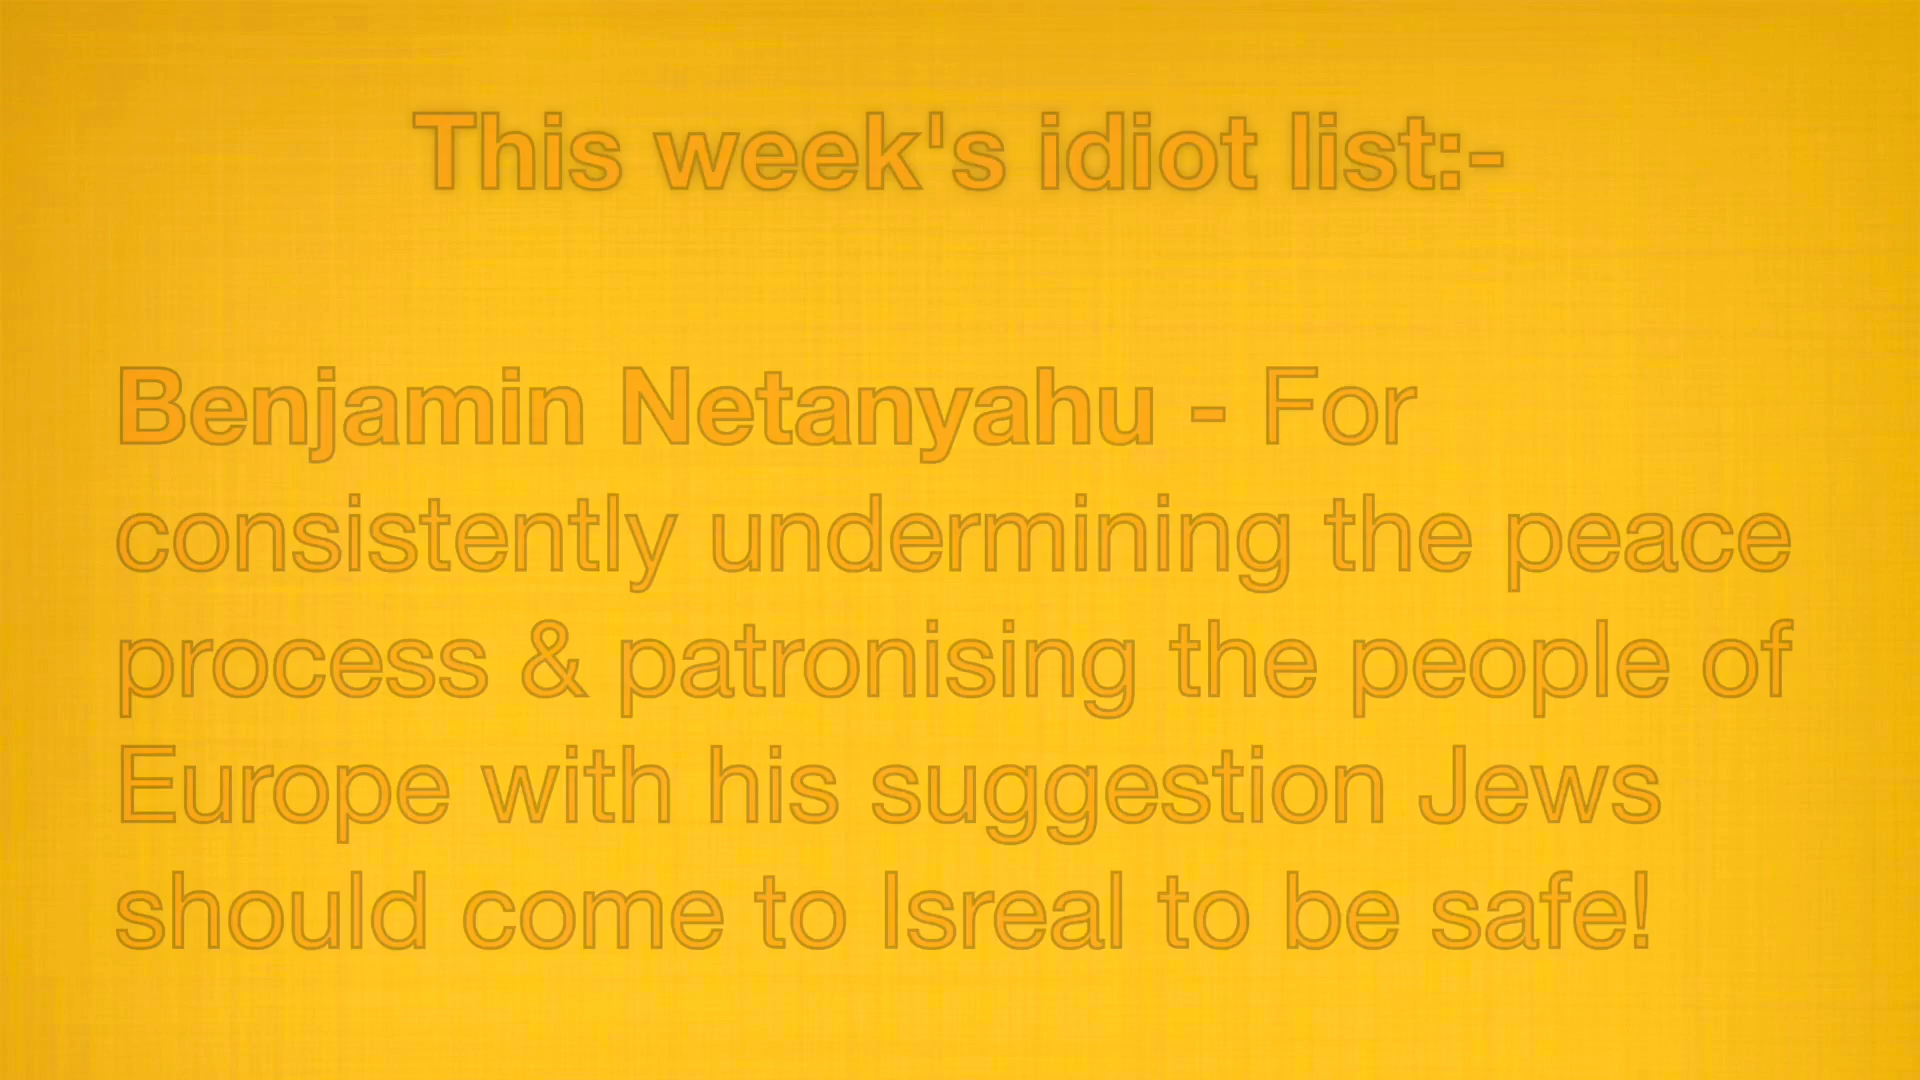 This week's idiot list:-
Benjamin Netanyahu - For
consistently undermining the peace
process & patronising the people of
Europe with his suggestion Jews
should come to Isreal to be safe!